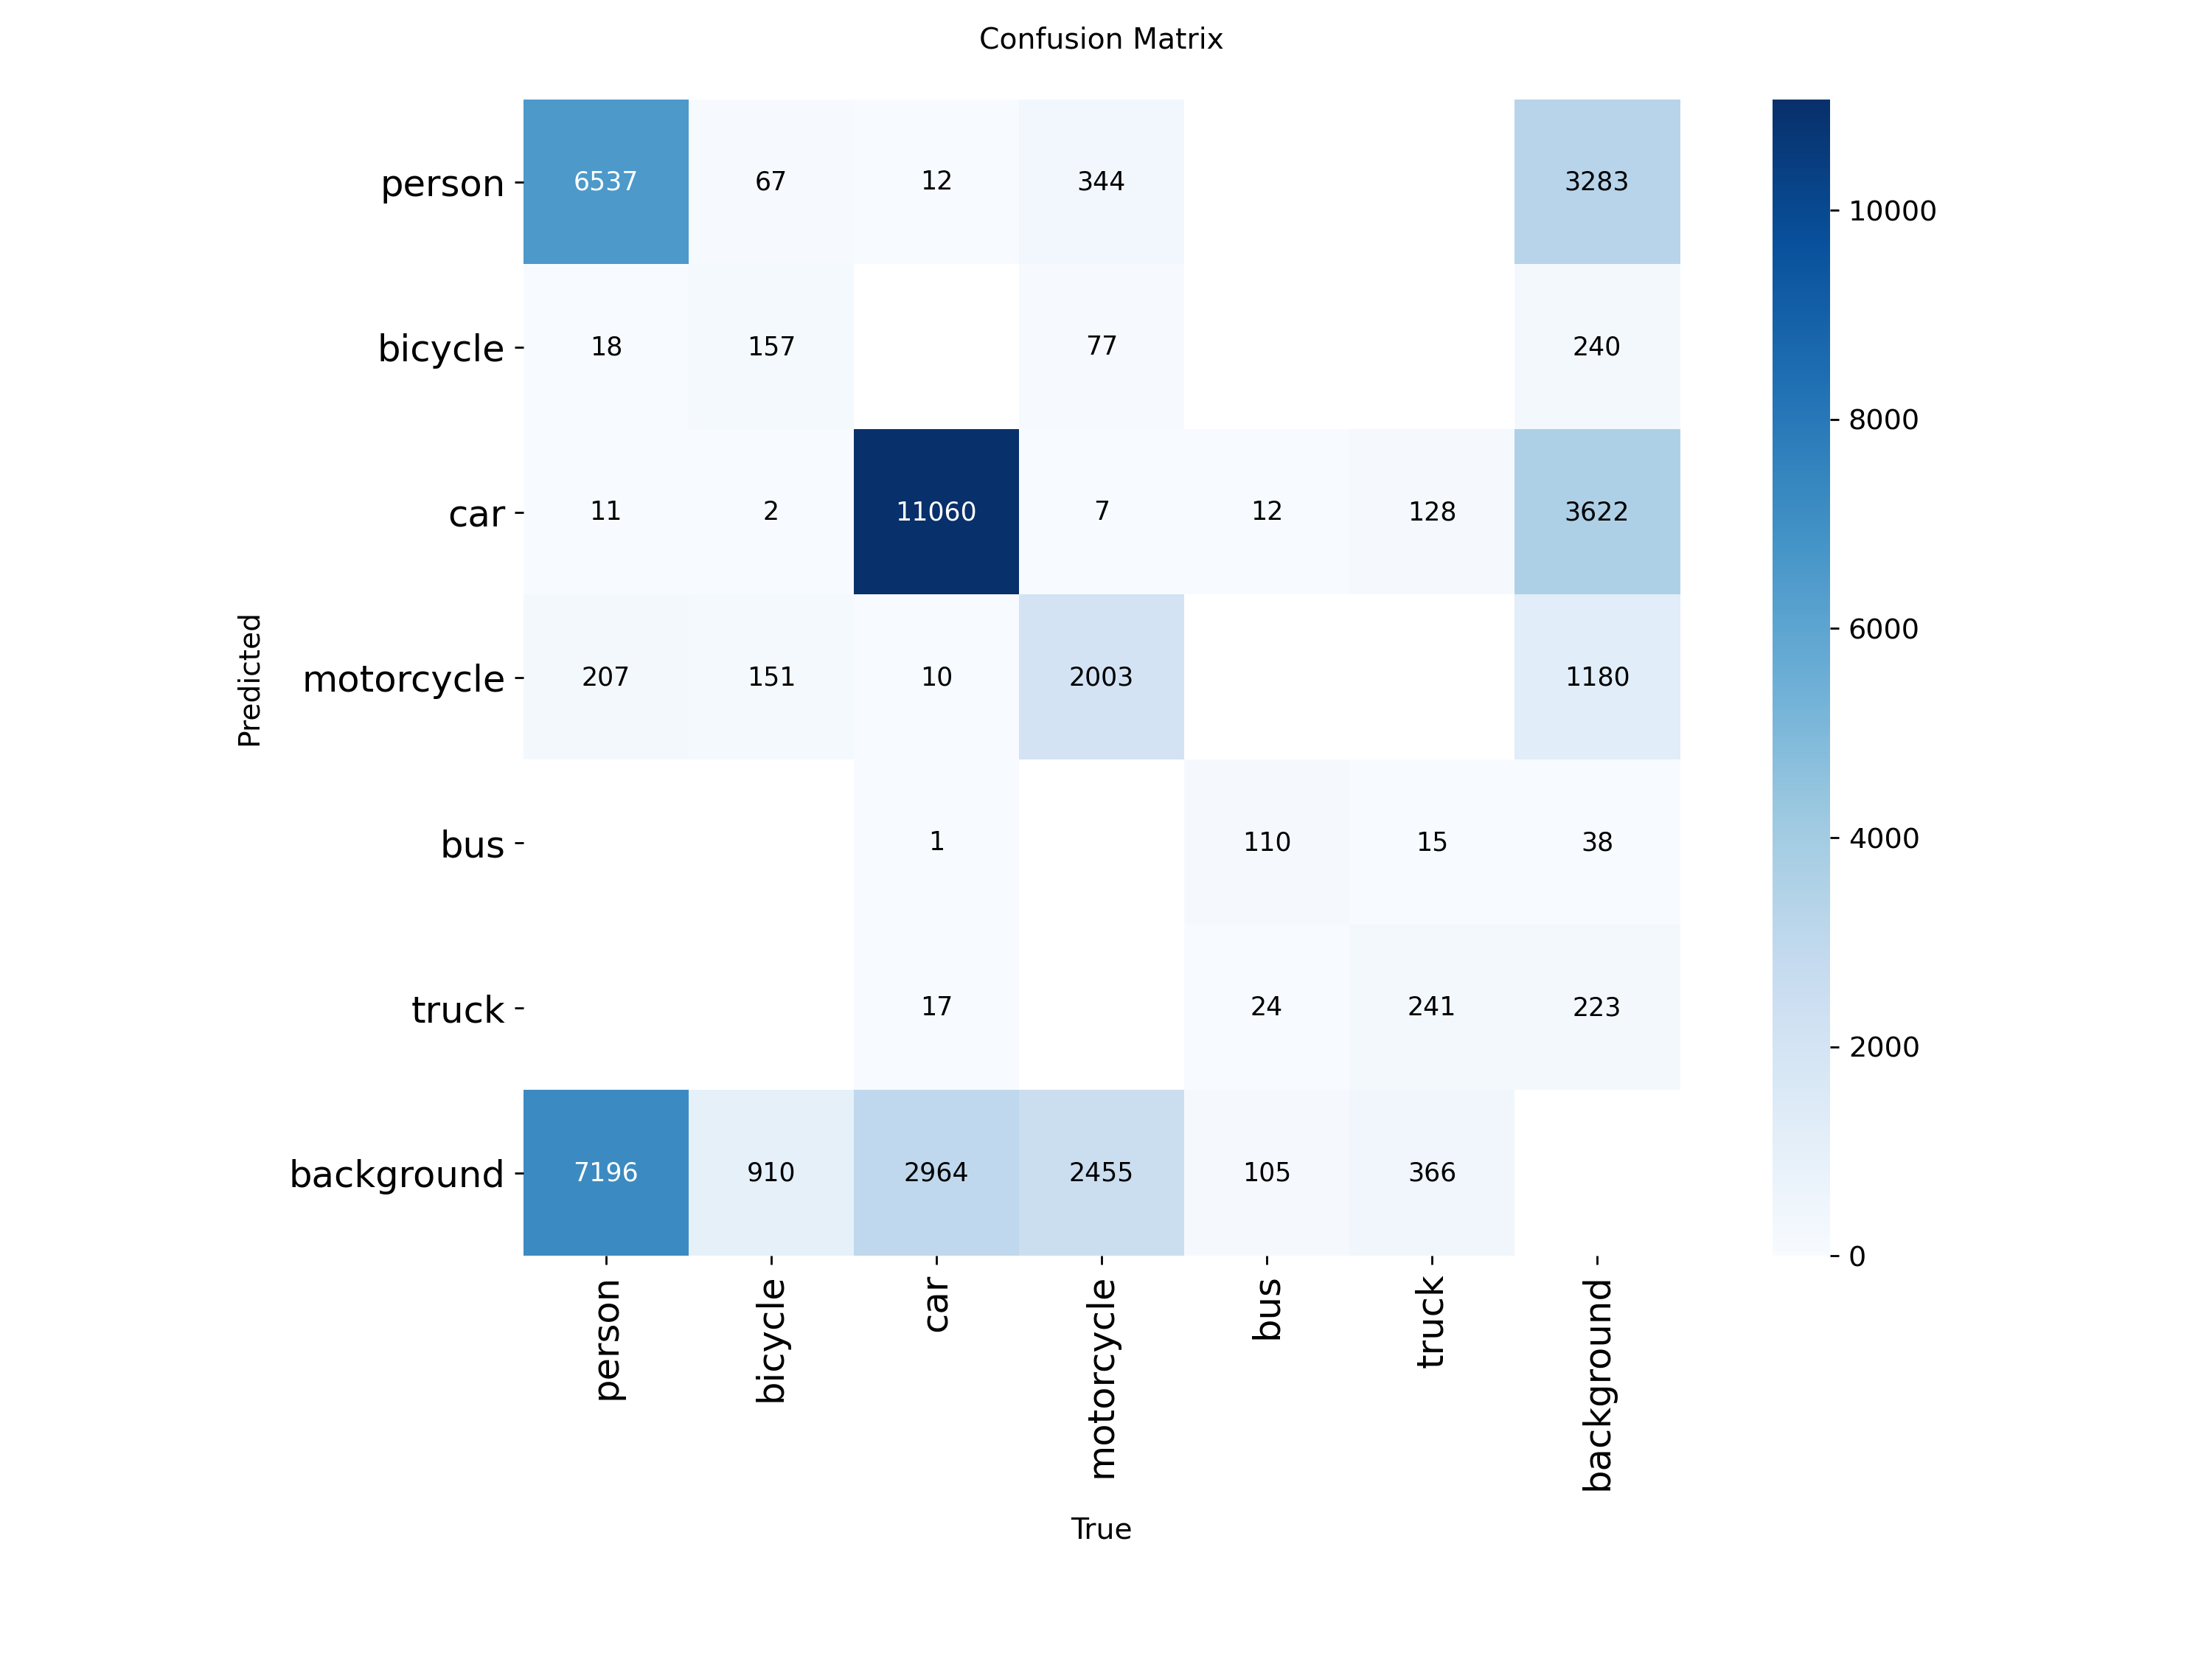 Confusion Matrix
person 6537 67 12 344 3283
10000
bicycle 18 157 77 240
8000
car 11 2 11060 7 12 128 3622
6000
Predicted
motorcycle 207 151 10 2003 1180
4000
bus 1 110 15 38
truck 17 24 241 223
2000
background 7196 910 2964 2455 105 366
0
person bicycle car motorcycle bus truck background
True